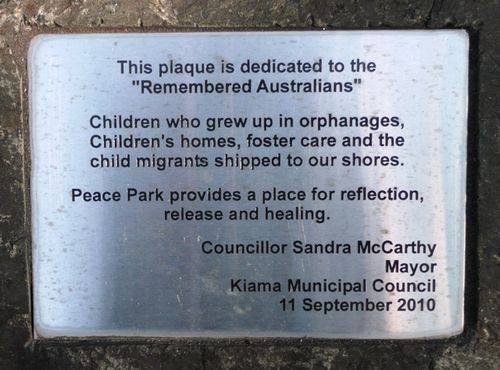 This plaque is dedicated to the
"Remembered Australians"
Children who grew up in orphanages,
Children's homes, foster care and the
child migrants shipped to our shores.
Peace Park provides a place for reflection,
release and healing.
Councillor Sandra McCarthy
Mayor
Kiama Municipal Council
11 September 2010